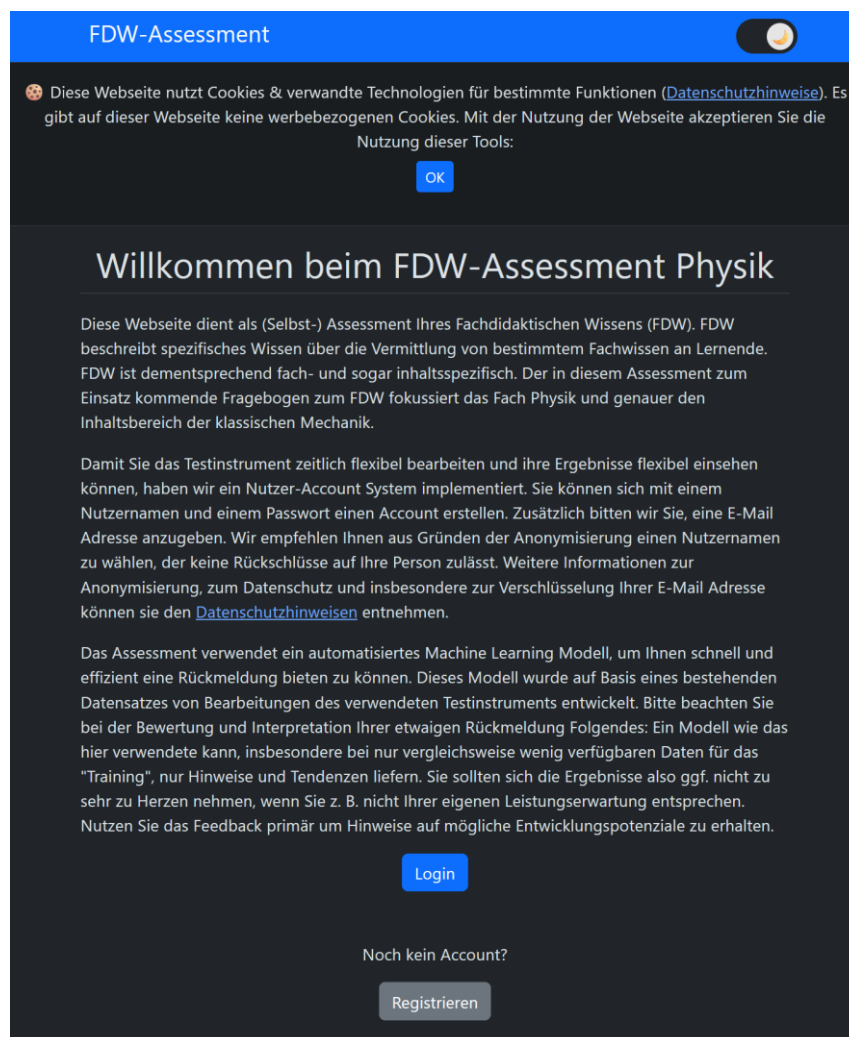 FDW-Assessment
🍪 Diese Webseite nutzt Cookies & verwandte Technologien für bestimmte Funktionen (Datenschutzhinweise). Es
gibt auf dieser Webseite keine werbebezogenen Cookies. Mit der Nutzung der Webseite akzeptieren Sie die
Nutzung dieser Tools:
OK
Willkommen beim FDW-Assessment Physik
Diese Webseite dient als (Selbst-) Assessment Ihres Fachdidaktischen Wissens (FDW). FDW
beschreibt spezifisches Wissen über die Vermittlung von bestimmtem Fachwissen an Lernende.
FDW ist dementsprechend fach- und sogar inhaltsspezifisch. Der in diesem Assessment zum
Einsatz kommende Fragebogen zum FDW fokussiert das Fach Physik und genauer den
Inhaltsbereich der klassischen Mechanik.
Damit Sie das Testinstrument zeitlich flexibel bearbeiten und ihre Ergebnisse flexibel einsehen
können, haben wir ein Nutzer-Account System implementiert. Sie können sich mit einem
Nutzernamen und einem Passwort einen Account erstellen. Zusätzlich bitten wir Sie, eine E-Mail
Adresse anzugeben. Wir empfehlen Ihnen aus Gründen der Anonymisierung einen Nutzernamen
zu wählen, der keine Rückschlüsse auf Ihre Person zulässt. Weitere Informationen zur
Anonymisierung, zum Datenschutz und insbesondere zur Verschlüsselung Ihrer E-Mail Adresse
können sie den Datenschutzhinweisen entnehmen.
Das Assessment verwendet ein automatisiertes Machine Learning Modell, um Ihnen schnell und
effizient eine Rückmeldung bieten zu können. Dieses Modell wurde auf Basis eines bestehenden
Datensatzes von Bearbeitungen des verwendeten Testinstruments entwickelt. Bitte beachten Sie
bei der Bewertung und Interpretation Ihrer etwaigen Rückmeldung Folgendes: Ein Modell wie das
hier verwendete kann, insbesondere bei nur vergleichsweise wenig verfügbaren Daten für das
"Training", nur Hinweise und Tendenzen liefern. Sie sollten sich die Ergebnisse also ggf. nicht zu
sehr zu Herzen nehmen, wenn Sie z. B. nicht Ihrer eigenen Leistungserwartung entsprechen.
Nutzen Sie das Feedback primär um Hinweise auf mögliche Entwicklungspotenziale zu erhalten.
Login
Noch kein Account?
Registrieren